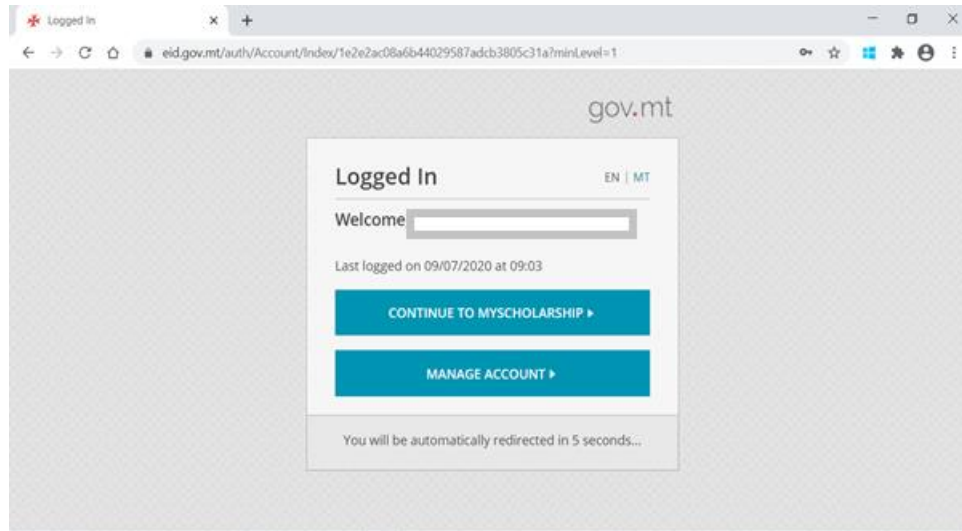 Logged In
eid.gov.mt/auth/Account/Index/1e2e2ac08a6b44029587adcb3805c31a?minLevel=1
gov.mt
Logged In
EN | MT
Welcome
Last logged on 09/07/2020 at 09:03
CONTINUE TO MYSCHOLARSHIP
MANAGE ACCOUNT
You will be automatically redirected in 5 seconds...